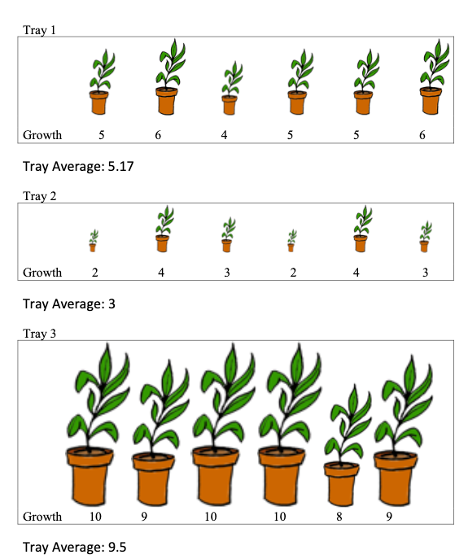 Tray 1
Growth 5 6 4 5 5 6
Tray Average: 5.17
Tray 2
Growth 2 4 3 2 4 3
Tray Average: 3
Tray 3
Growth 10 9 10 10 8 9
Tray Average: 9.5